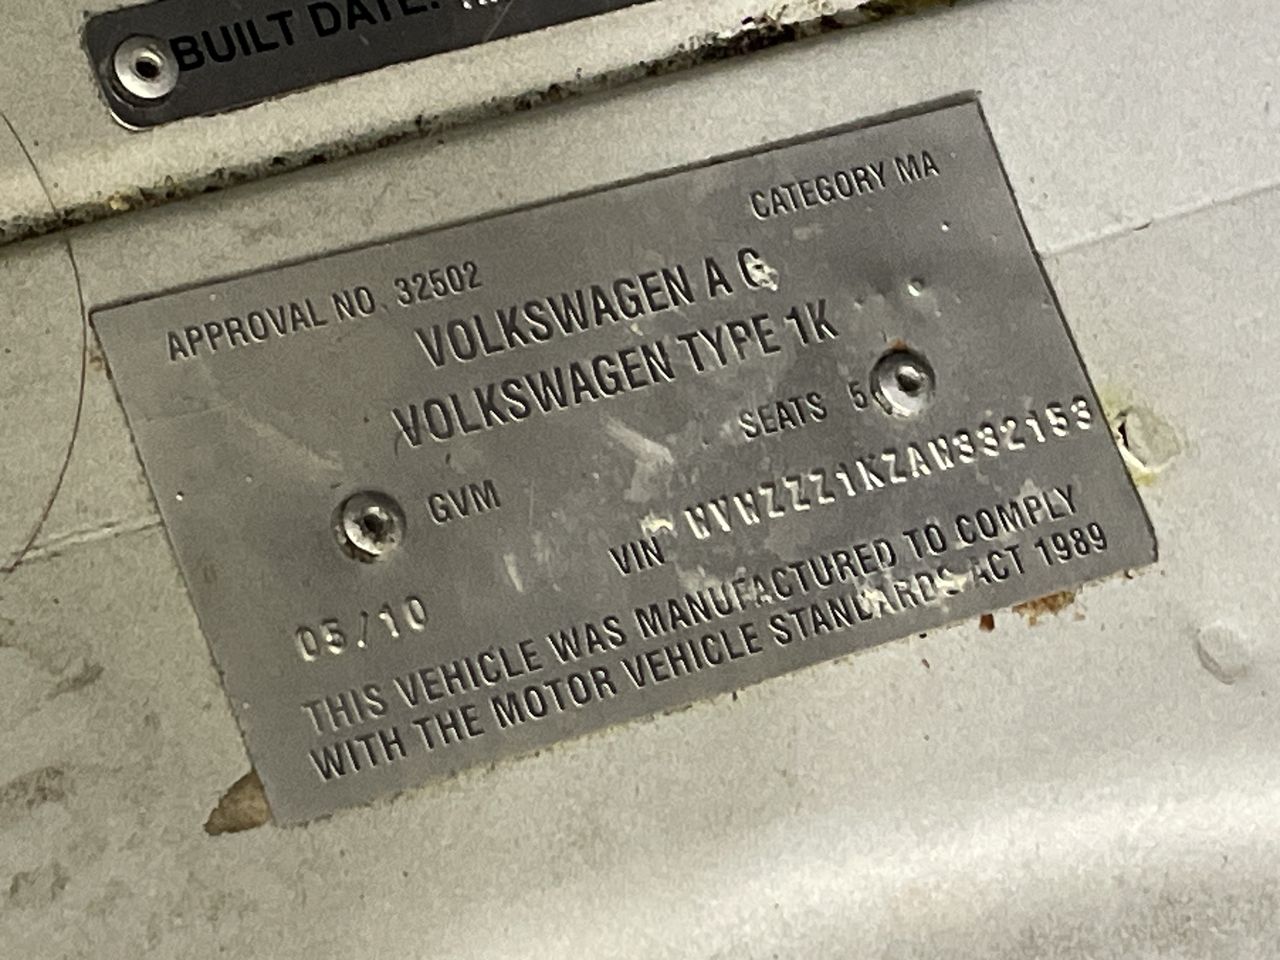 BUILT DATE:
APPROVAL NO. 32502 CATEGORY MA
VOLKSWAGEN A G
VOLKSWAGEN TYPE 1K
SEATS 5
GVM
VIN WVWZZZ1KZAW332153
05/10
THIS VEHICLE WAS MANUFACTURED TO COMPLY
WITH THE MOTOR VEHICLE STANDARDS ACT 1989